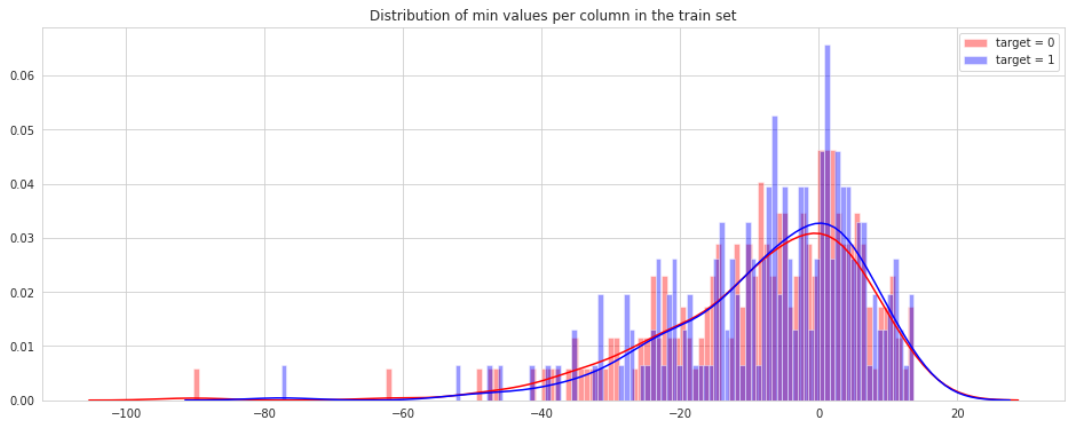 Distribution of min values per column in the train set
target = 0
target = 1
0.06
0.05
0.04
0.03
0.02
0.01
0.00
−100 −80 −60 −40 −20 0 20